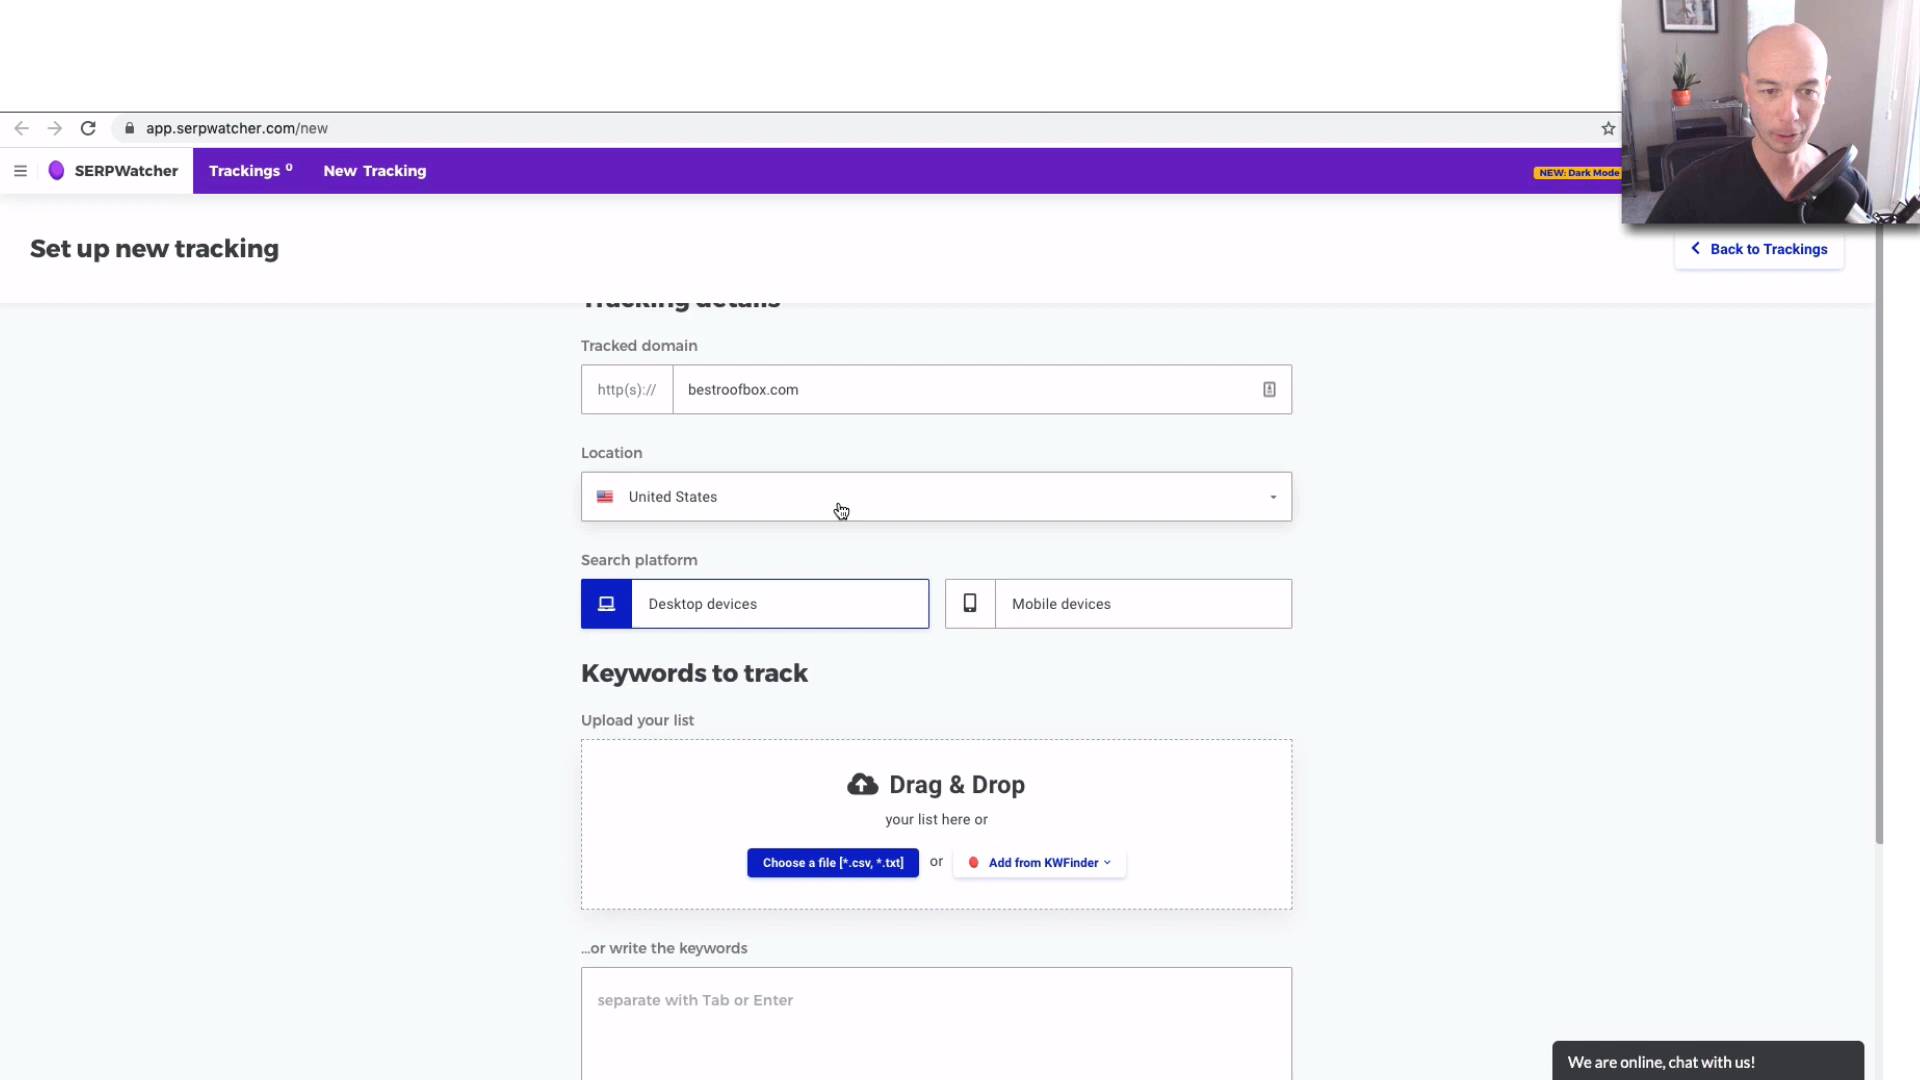 app.serpwatcher.com/new
SERPWatcher
Trackings 0
New Tracking
NEW: Dark Mode
Set up new tracking
Back to Trackings
Tracking details
Tracked domain
http(s)://
bestroofbox.com
Location
United States
Search platform
Desktop devices
Mobile devices
Keywords to track
Upload your list
Drag & Drop
your list here or
Choose a file [*.csv, *.txt]
or
Add from KWFinder
...or write the keywords
separate with Tab or Enter
We are online, chat with us!